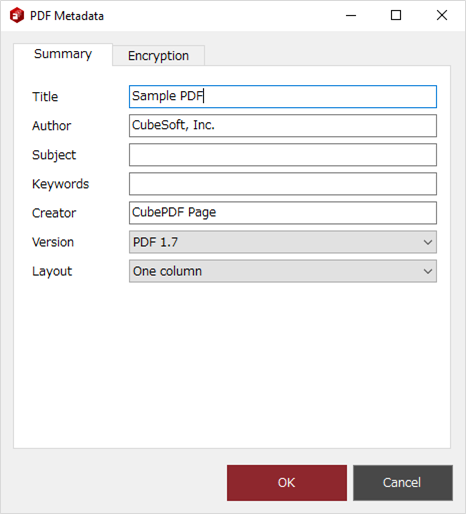 PDF Metadata
Summary
Encryption
Title
Sample PDF
Author
CubeSoft, Inc.
Subject
Keywords
Creator
CubePDF Page
Version
PDF 1.7
Layout
One column
OK
Cancel